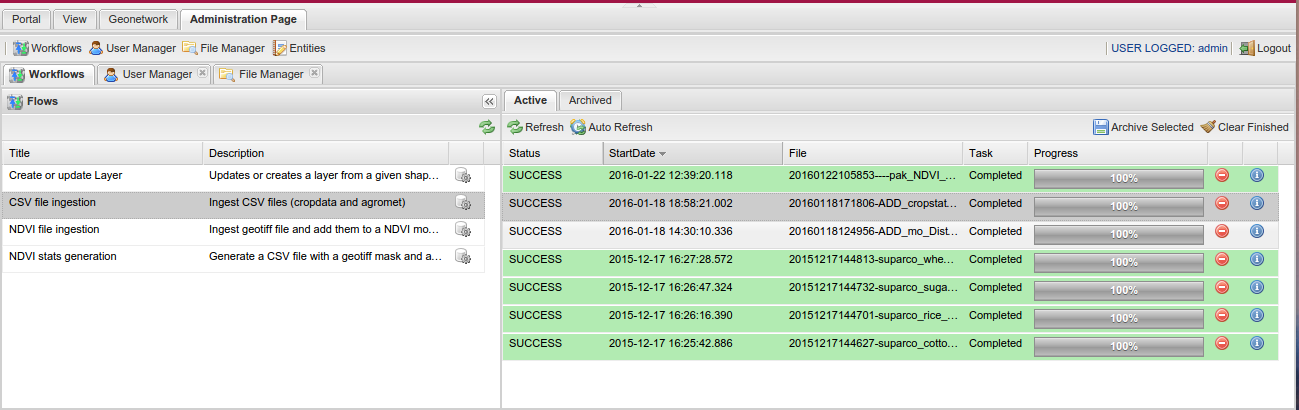 Portal View Geonetwork Administration Page
Workflows User Manager File Manager Entities USER LOGGED: admin Logout
Workflows User Manager File Manager
Flows
Title Description
Create or update Layer Updates or creates a layer from a given shap...
CSV file ingestion Ingest CSV files (cropdata and agromet)
NDVI file ingestion Ingest geotiff file and add them to a NDVI mo...
NDVI stats generation Generate a CSV file with a geotiff mask and a...
Active Archived
Refresh Auto Refresh Archive Selected Clear Finished
Status StartDate File Task Progress
SUCCESS 2016-01-22 12:39:20.118 20160122105853----pak_NDVI_... Completed 100%
SUCCESS 2016-01-18 18:58:21.002 20160118171806-ADD_cropstat... Completed 100%
SUCCESS 2016-01-18 14:30:10.336 20160118124956-ADD_mo_Dist... Completed 100%
SUCCESS 2015-12-17 16:27:28.572 20151217144813-suparco_whe... Completed 100%
SUCCESS 2015-12-17 16:26:47.324 20151217144732-suparco_suga... Completed 100%
SUCCESS 2015-12-17 16:26:16.390 20151217144701-suparco_rice_... Completed 100%
SUCCESS 2015-12-17 16:25:42.886 20151217144627-suparco_cotto... Completed 100%